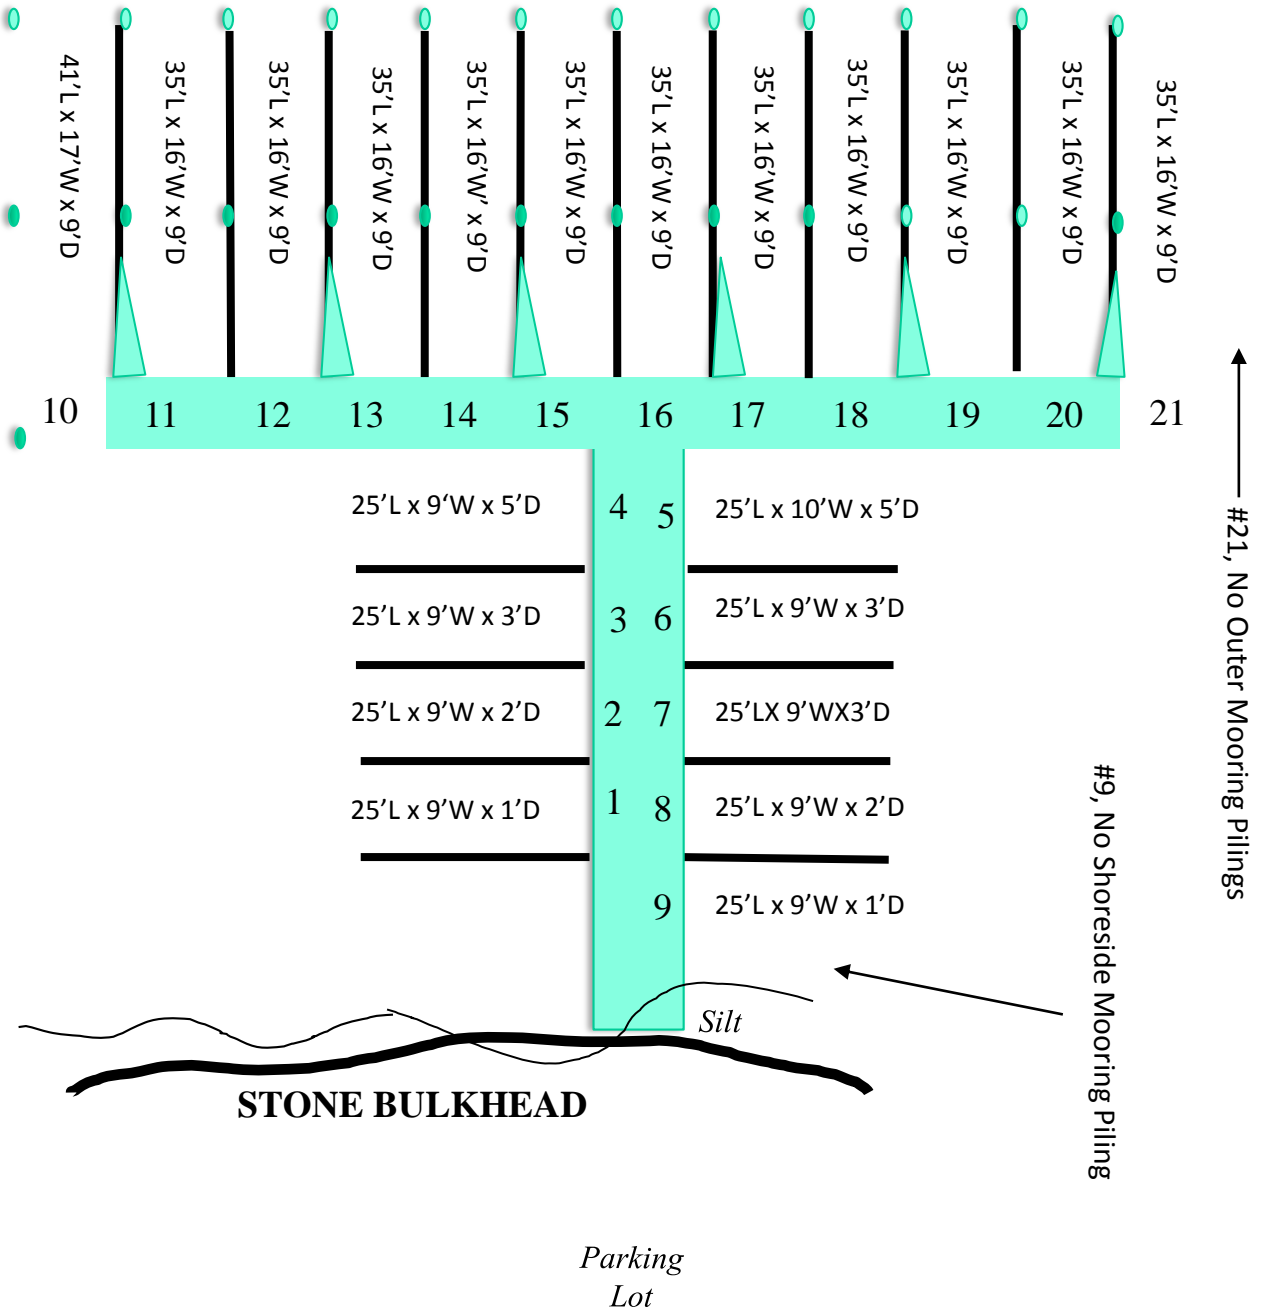 41’L x 17’W x 9’D
35’L x 16’W x 9’D
35’L x 16’W x 9’D
35’L x 16’W x 9’D
35’L x 16’W’ x 9’D
35’L x 16’W x 9’D
35’L x 16’W x 9’D
35’L x 16’W x 9’D
35’L x 16’W x 9’D
35’L x 16’W x 9’D
35’L x 16’W x 9’D
35’L x 16’W x 9’D
10 11 12 13 14 15 16 17 18 19 20 21
25’L x 9‘W x 5’D 4 5 25’L x 10’W x 5’D
25’L x 9’W x 3’D 3 6 25’L x 9’W x 3’D
25’L x 9’W x 2’D 2 7 25’LX 9’WX3’D
25’L x 9’W x 1’D 1 8 25’L x 9’W x 2’D
9 25’L x 9’W x 1’D
#21, No Outer Mooring Pilings
#9, No Shoreside Mooring Piling
Silt
STONE BULKHEAD
Parking
Lot